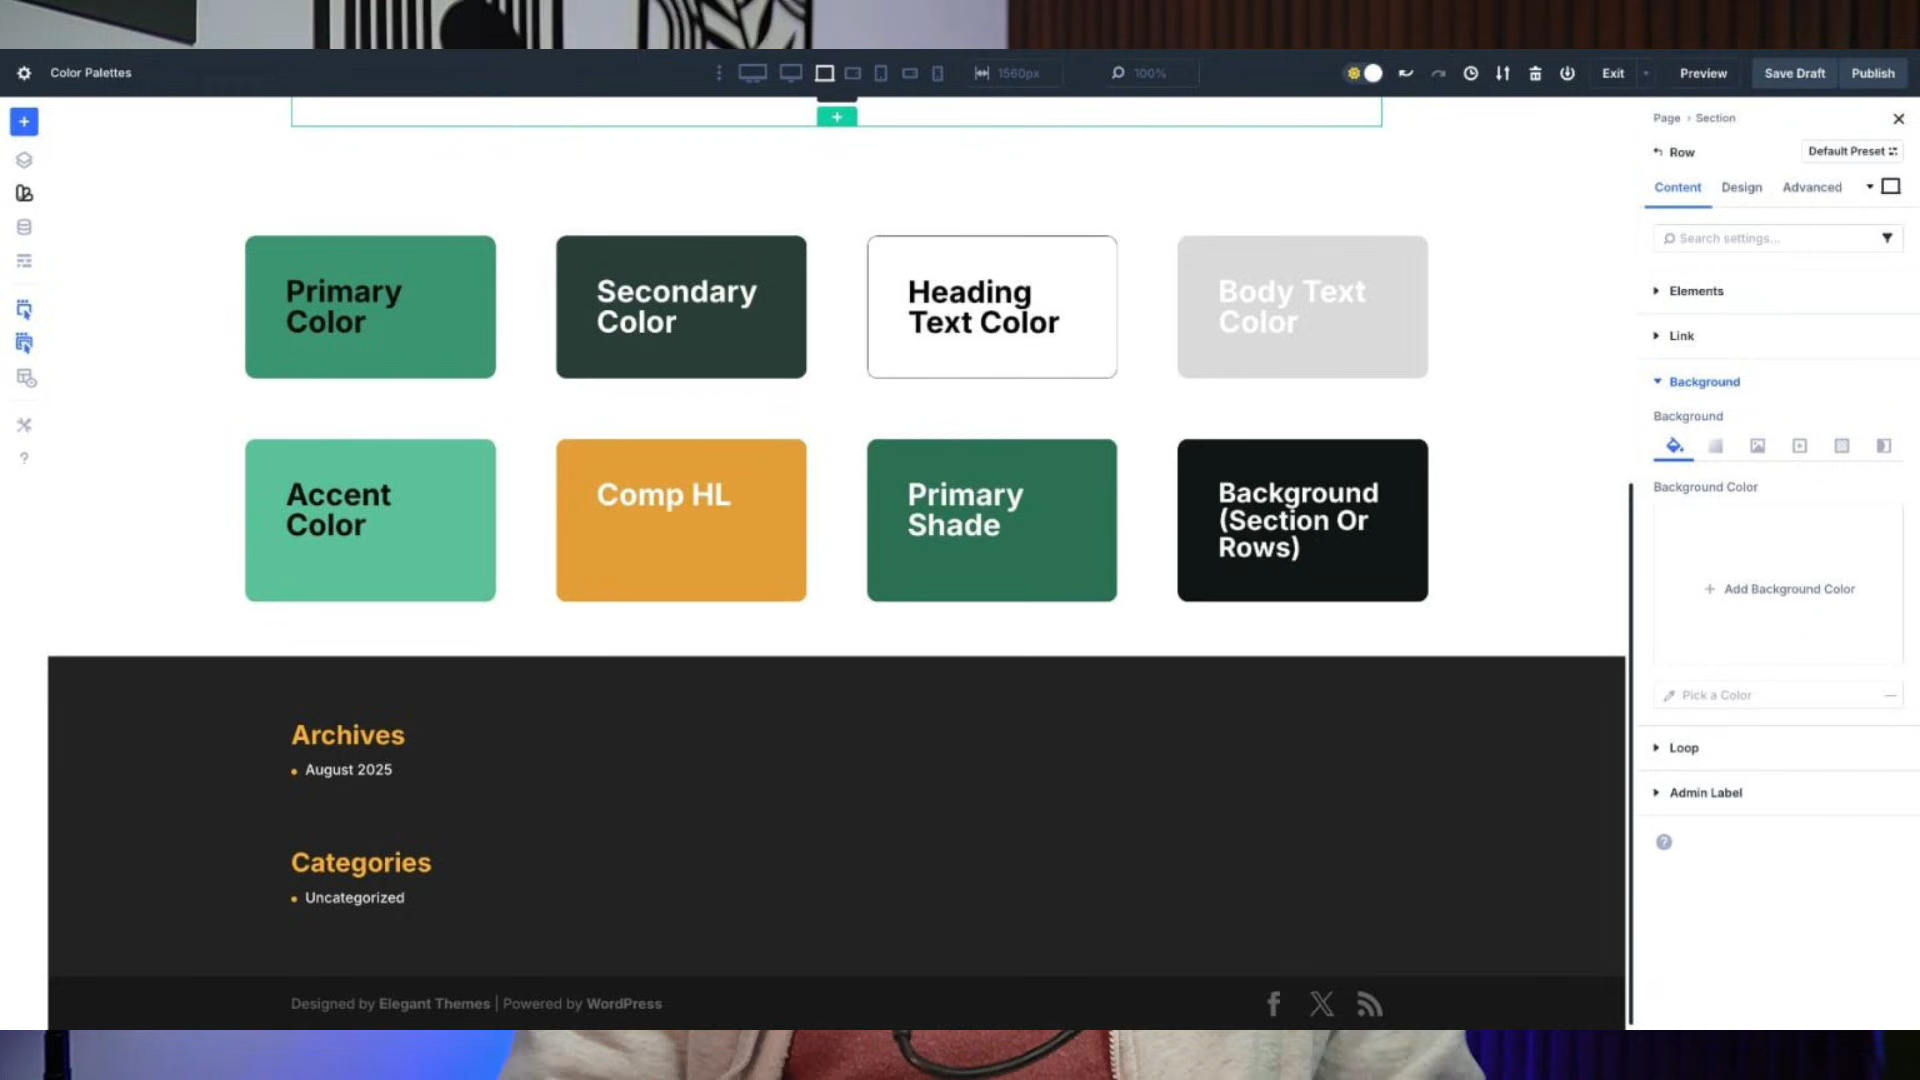 Color Palettes
1560px
100%
Exit
Preview
Save Draft
Publish
Page › Section
Row
Default Preset
Content
Design
Advanced
Search settings...
Elements
Link
Background
Background
Background Color
+ Add Background Color
Pick a Color
Loop
Admin Label
Primary
Color
Secondary
Color
Heading
Text Color
Body Text
Color
Accent
Color
Comp HL
Primary
Shade
Background
(Section Or
Rows)
Archives
August 2025
Categories
Uncategorized
Designed by Elegant Themes | Powered by WordPress